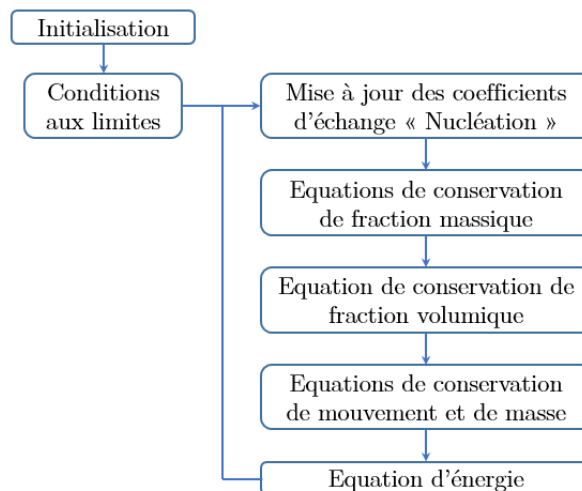 Initialisation
Conditions
aux limites
Mise à jour des coefficients
d'échange « Nucléation »
Equations de conservation
de fraction massique
Equation de conservation de
fraction volumique
Equations de conservation
de mouvement et de masse
Equation d'énergie